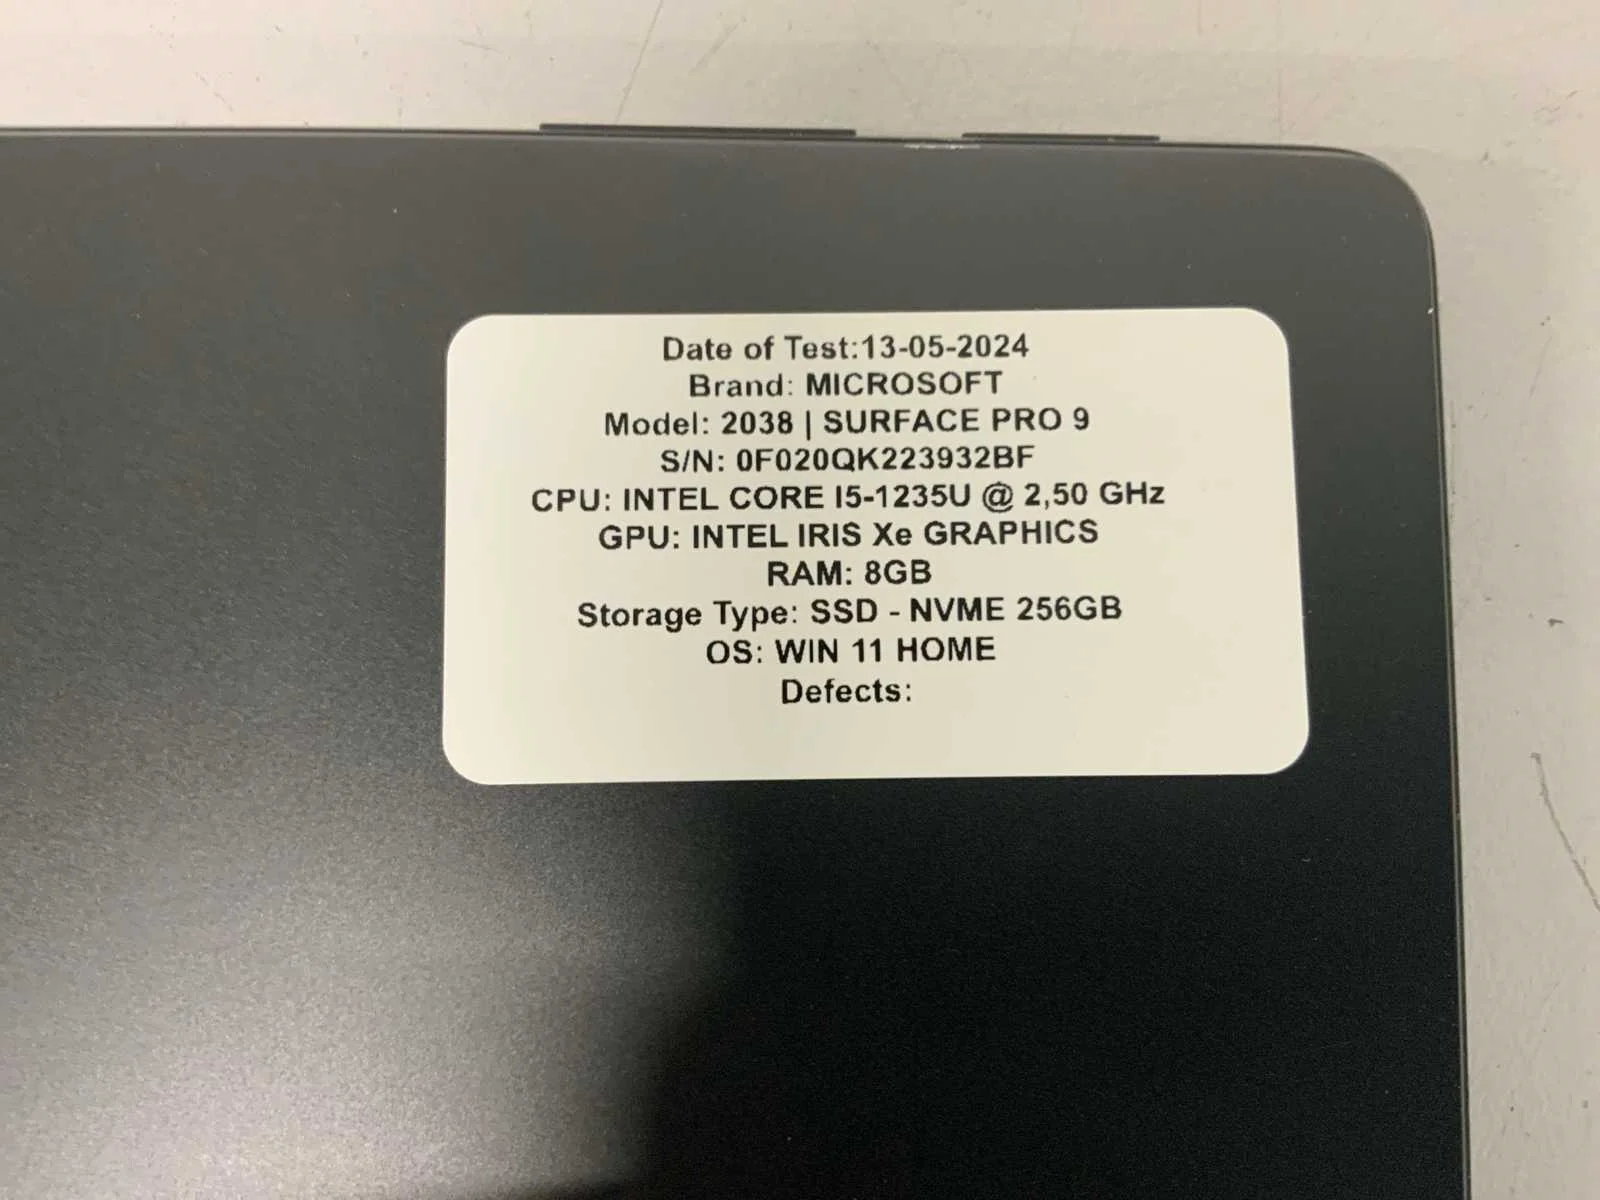 Date of Test:13-05-2024
Brand: MICROSOFT
Model: 2038 | SURFACE PRO 9
S/N: 0F020QK223932BF
CPU: INTEL CORE I5-1235U @ 2,50 GHz
GPU: INTEL IRIS Xe GRAPHICS
RAM: 8GB
Storage Type: SSD - NVME 256GB
OS: WIN 11 HOME
Defects: